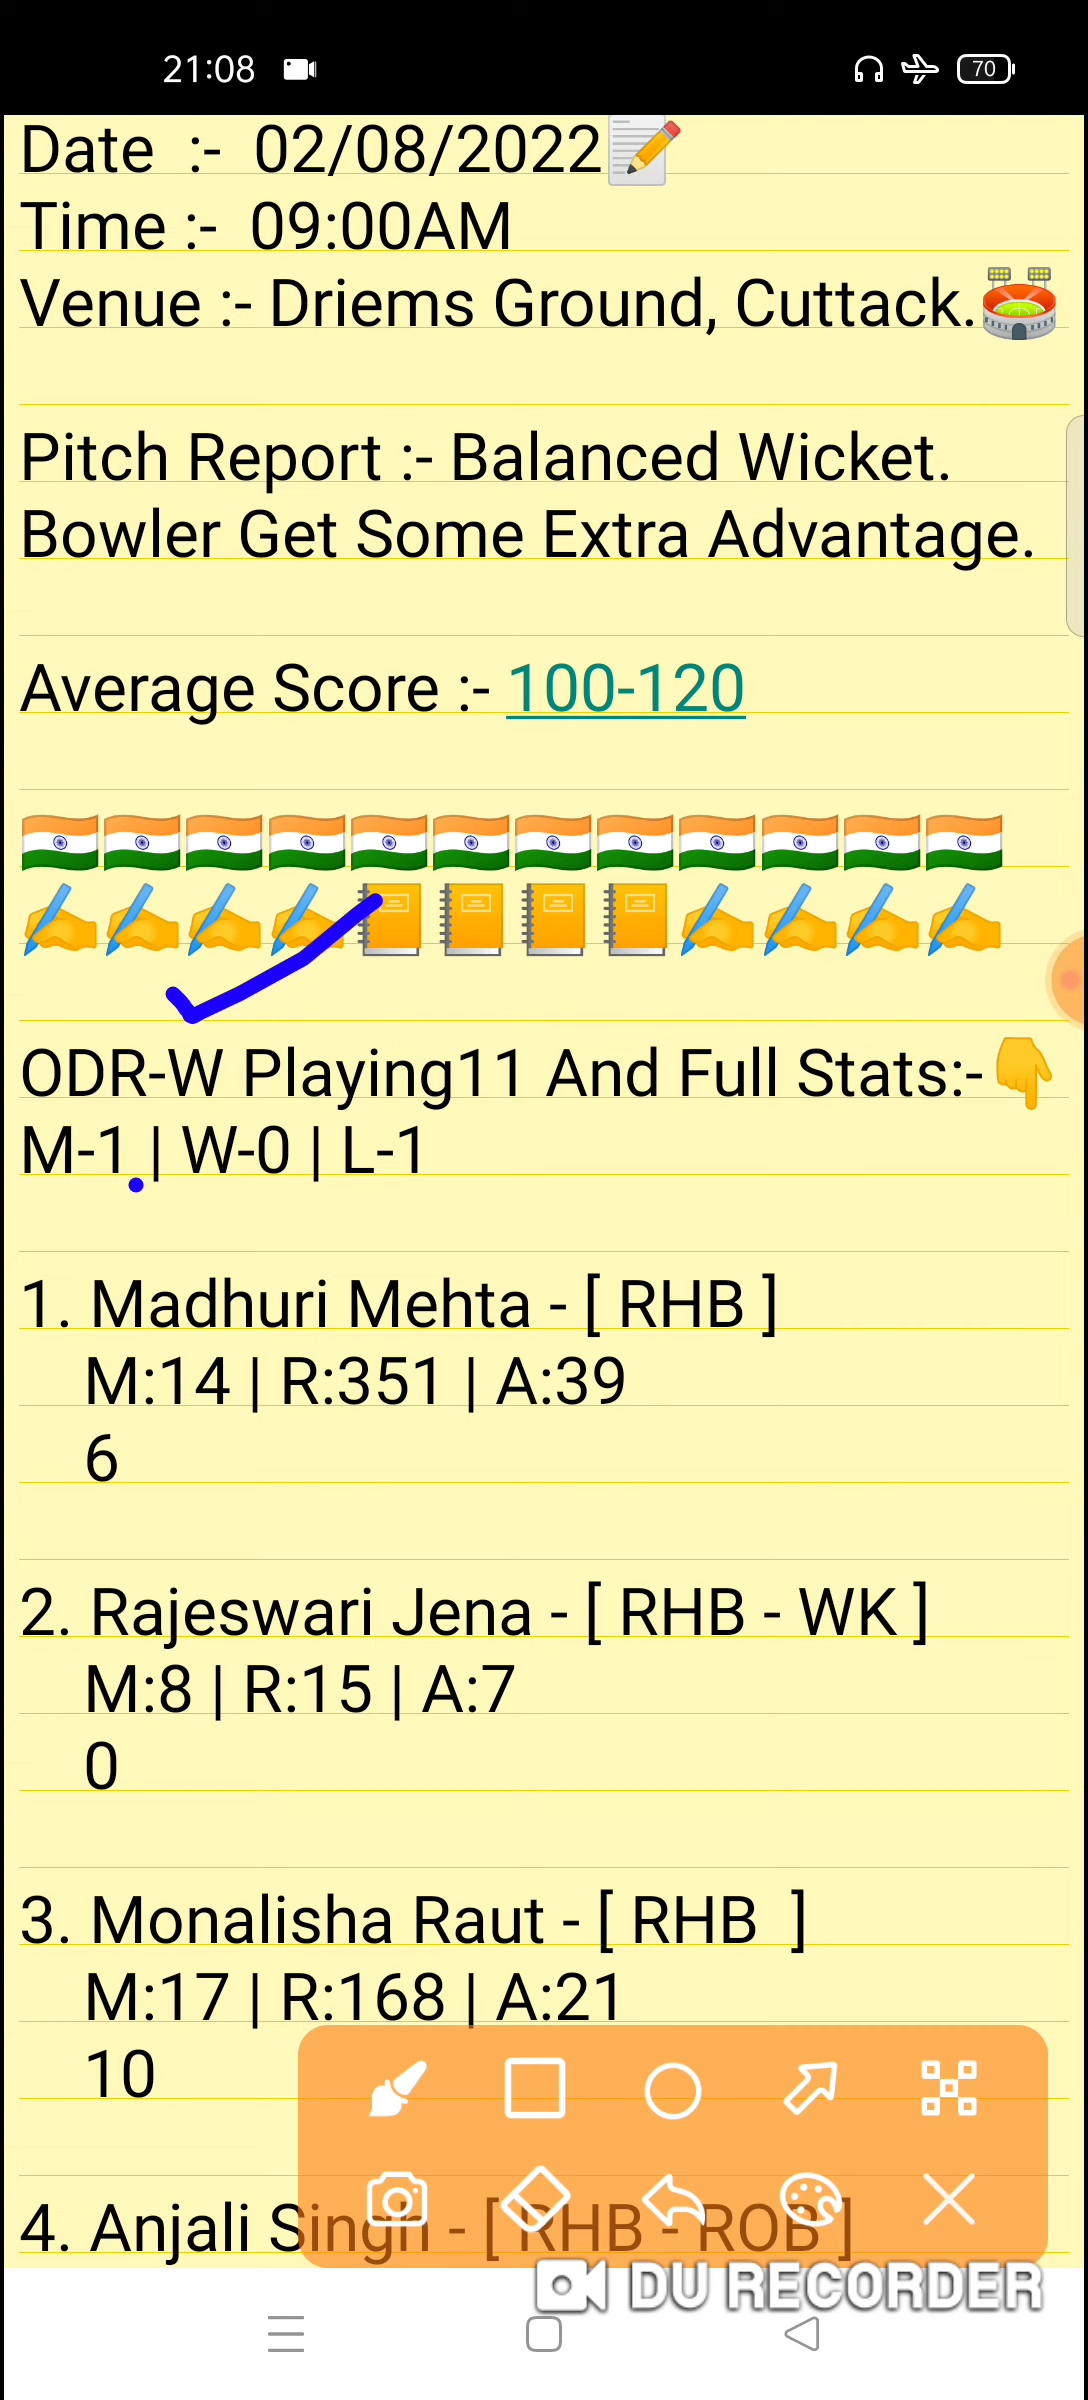 21:08
70
Date :- 02/08/2022📝
Time :- 09:00AM
Venue :- Driems Ground, Cuttack.🏟
Pitch Report :- Balanced Wicket.
Bowler Get Some Extra Advantage.
Average Score :- 100-120
🇮🇳🇮🇳🇮🇳🇮🇳🇮🇳🇮🇳🇮🇳🇮🇳🇮🇳🇮🇳🇮🇳🇮🇳
✍✍✍✍📒📒📒📒✍✍✍✍
ODR-W Playing11 And Full Stats:-👇
M-1 | W-0 | L-1
1. Madhuri Mehta - [ RHB ]
M:14 | R:351 | A:39
6
2. Rajeswari Jena - [ RHB - WK ]
M:8 | R:15 | A:7
0
3. Monalisha Raut - [ RHB ]
M:17 | R:168 | A:21
10
4. Anjali Singh - [ RHB - ROB ]
DU RECORDER